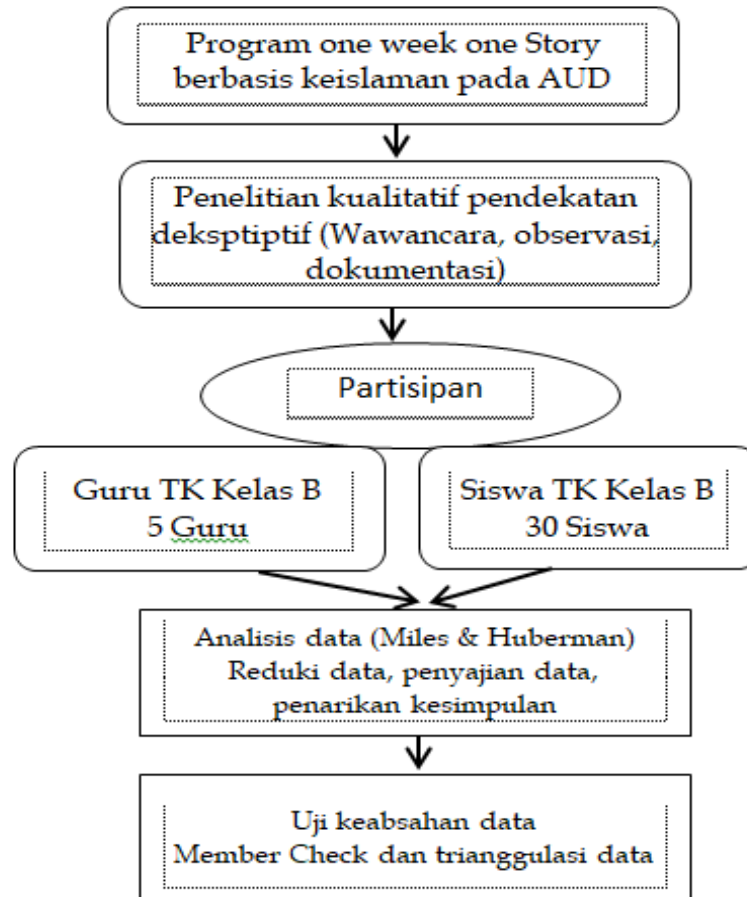 Program one week one Story
berbasis keislaman pada AUD
Penelitian kualitatif pendekatan
deksptiptif (Wawancara, observasi,
dokumentasi)
Partisipan
Guru TK Kelas B
5 Guru
Siswa TK Kelas B
30 Siswa
Analisis data (Miles & Huberman)
Reduki data, penyajian data,
penarikan kesimpulan
Uji keabsahan data
Member Check dan trianggulasi data